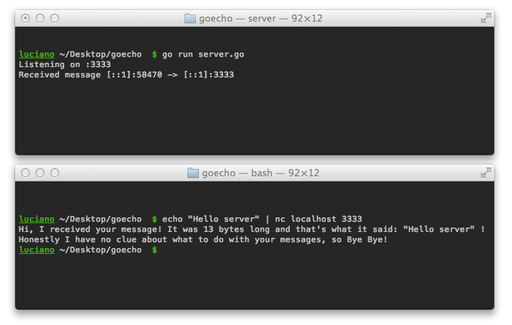 goecho — server — 92×12
luciano ~/Desktop/goecho $ go run server.go
Listening on :3333
Received message [::1]:58470 -> [::1]:3333
goecho — bash — 92×12
luciano ~/Desktop/goecho $ echo "Hello server" | nc localhost 3333
Hi, I received your message! It was 13 bytes long and that's what it said: "Hello server" !
Honestly I have no clue about what to do with your messages, so Bye Bye!
luciano ~/Desktop/goecho $